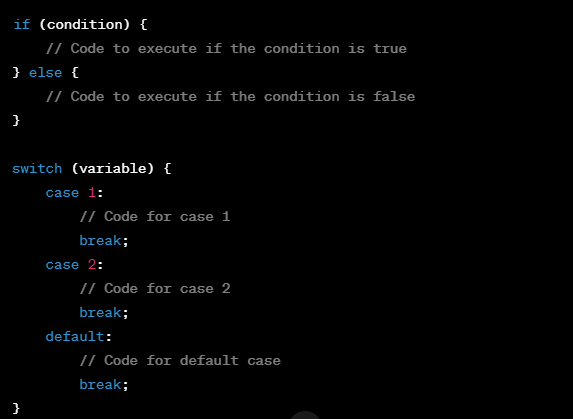 if (condition) {
    // Code to execute if the condition is true
} else {
    // Code to execute if the condition is false
}

switch (variable) {
    case 1:
        // Code for case 1
        break;
    case 2:
        // Code for case 2
        break;
    default:
        // Code for default case
        break;
}